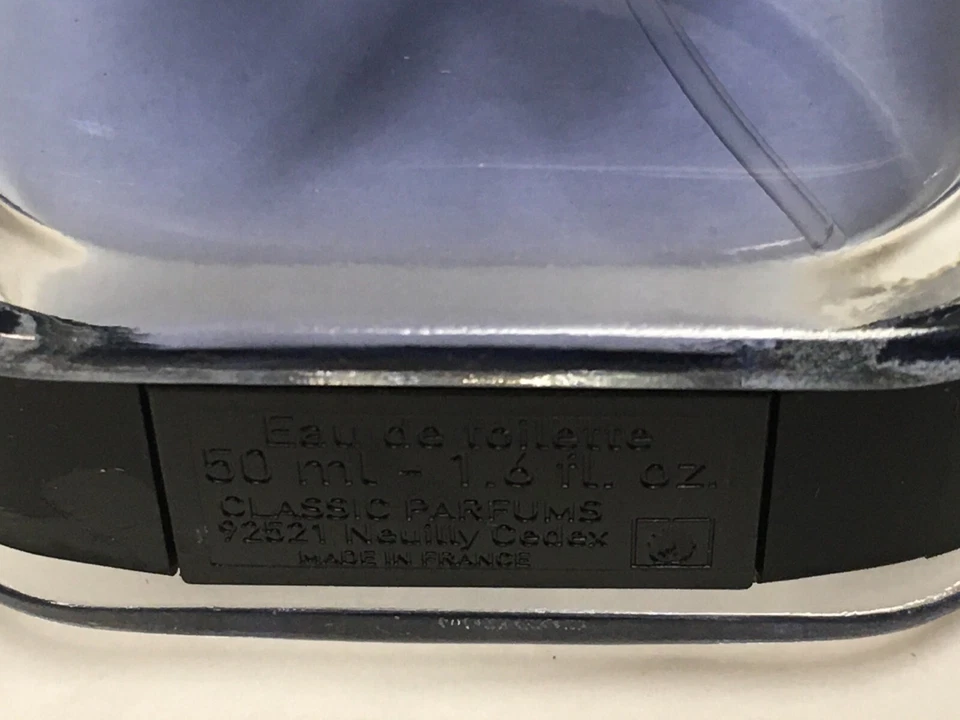 Eau de toilette
50 ml - 1.6 fl. oz.
CLASSIC PARFUMS
92521 Neuilly Cedex
MADE IN FRANCE